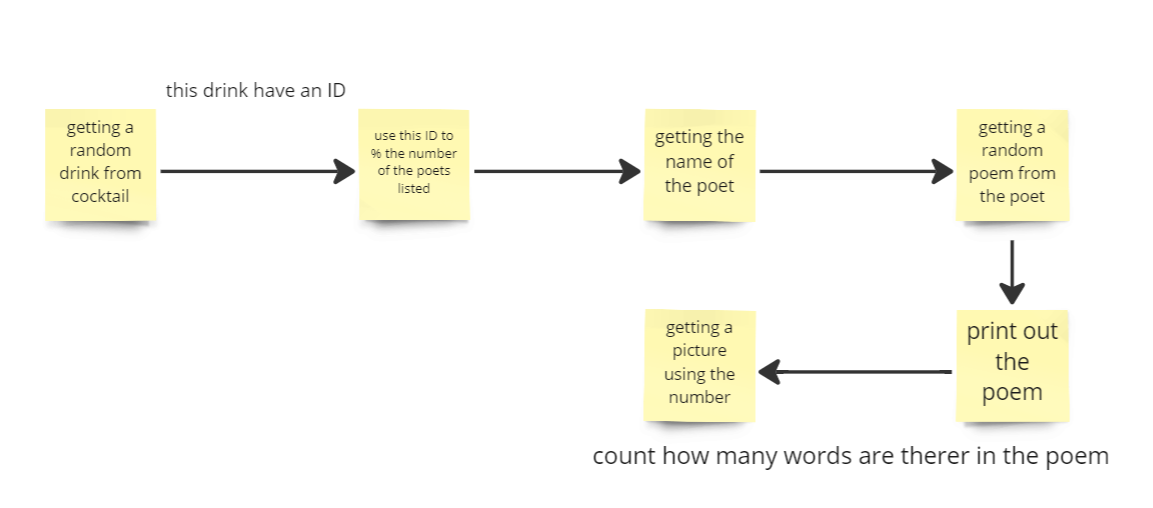 this drink have an ID
getting a
random
drink from
cocktail
use this ID to
% the number
of the poets
listed
getting the
name of
the poet
getting a
random
poem from
the poet
print out
the
poem
getting a
picture
using the
number
count how many words are therer in the poem